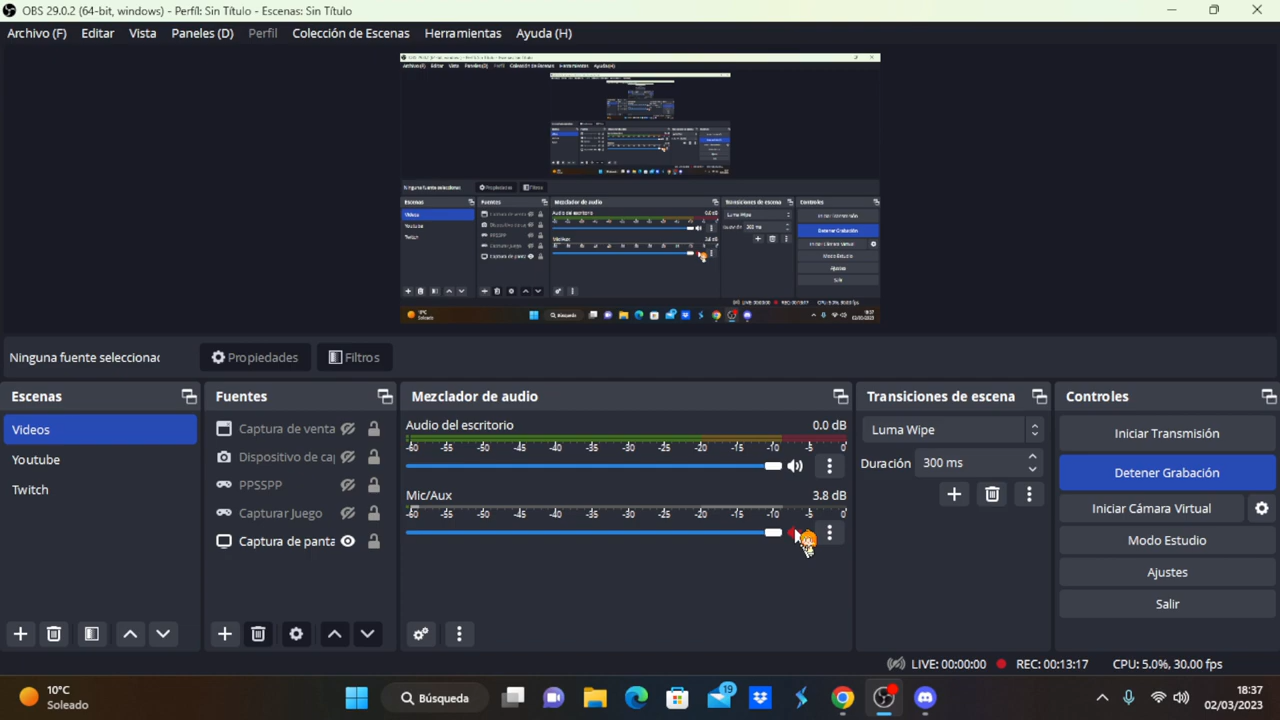 OBS 29.0.2 (64-bit, windows) - Perfil: Sin Título - Escenas: Sin Título
Archivo (F) Editar Vista Paneles (D) Perfil Colección de Escenas Herramientas Ayuda (H)
Ninguna fuente seleccionac Propiedades Filtros
Escenas
Videos
Youtube
Twitch
Fuentes
Captura de venta
Dispositivo de ca
PPSSPP
Capturar Juego
Captura de panta
Mezclador de audio
Audio del escritorio 0.0 dB
-60 -55 -50 -45 -40 -35 -30 -25 -20 -15 -10 -5 0
Mic/Aux 3.8 dB
-60 -55 -50 -45 -40 -35 -30 -25 -20 -15 -10 -5 0
Transiciones de escena
Luma Wipe
Duración 300 ms
Controles
Iniciar Transmisión
Detener Grabación
Iniciar Cámara Virtual
Modo Estudio
Ajustes
Salir
LIVE: 00:00:00 REC: 00:13:17 CPU: 5.0%, 30.00 fps
10°C
Soleado
Búsqueda
19
18:37
02/03/2023